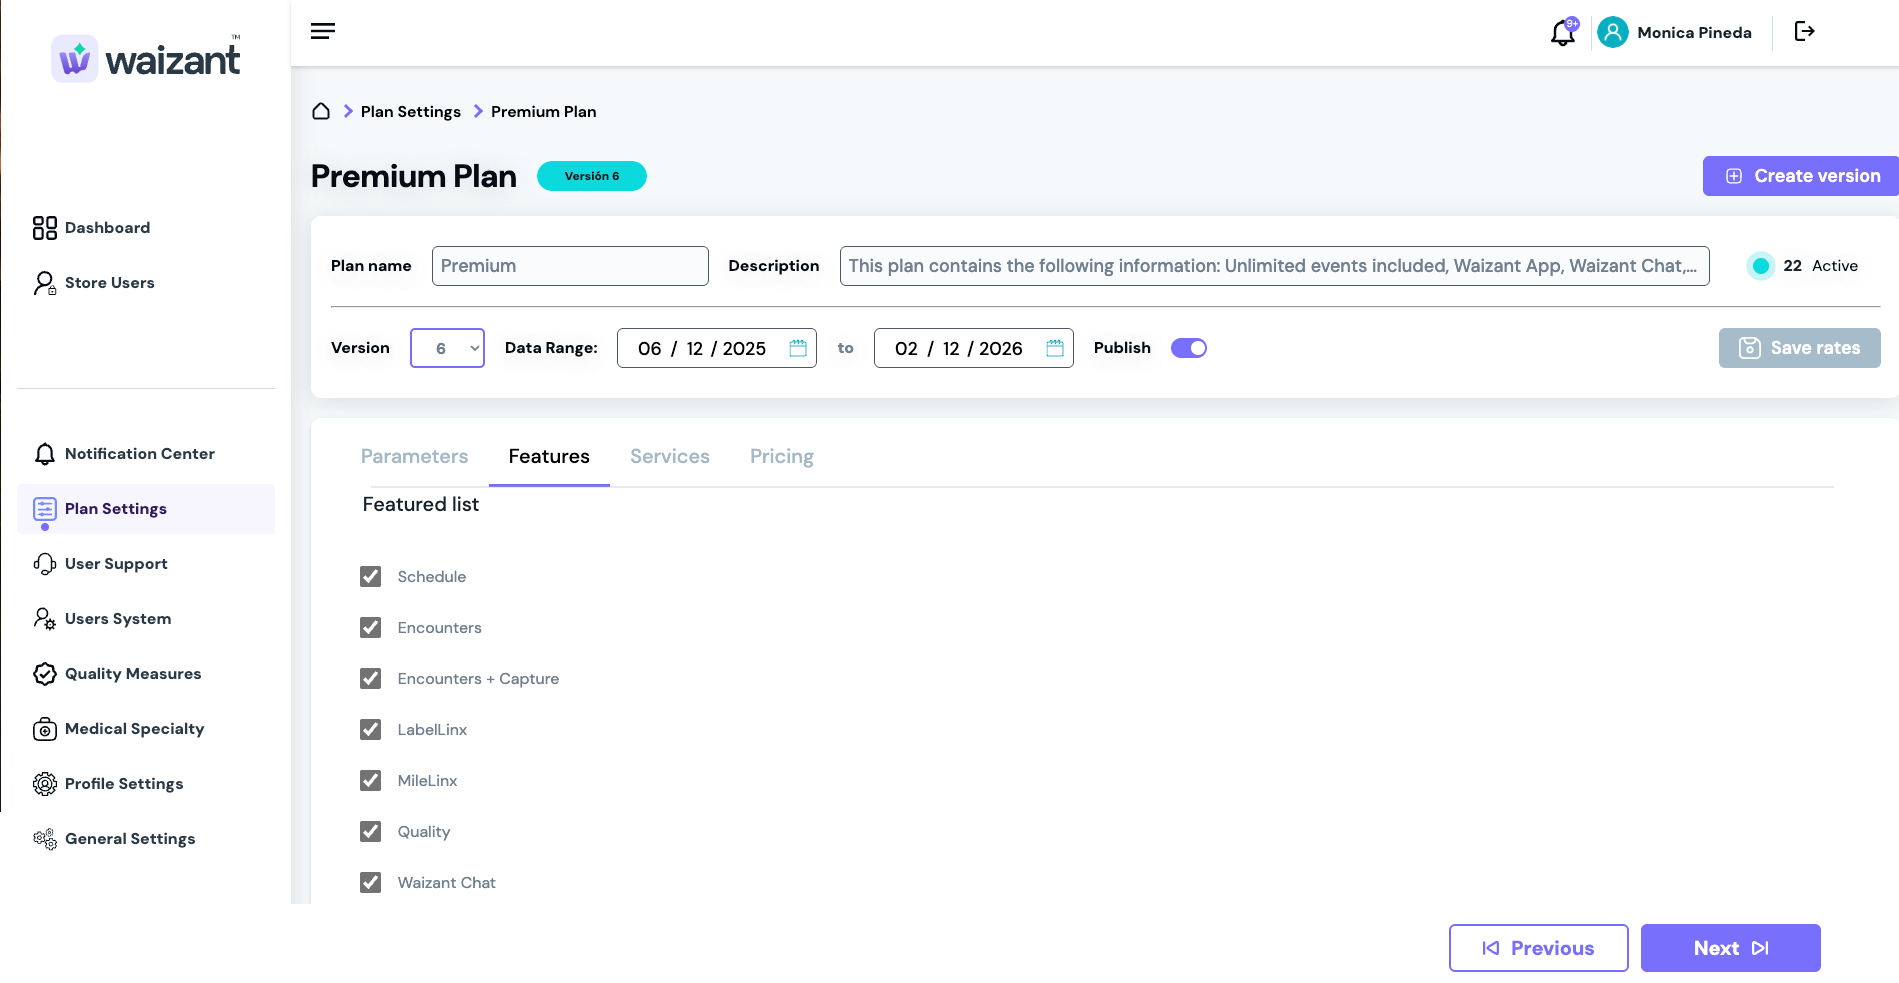 waizant™
9+
Monica Pineda
Plan Settings
Premium Plan
Premium Plan
Versión 6
Create version
Dashboard
Store Users
Plan name
Premium
Description
This plan contains the following information: Unlimited events included, Waizant App, Waizant Chat,...
22 Active
Version
6
Data Range:
06 / 12 / 2025
to
02 / 12 / 2026
Publish
Save rates
Notification Center
Plan Settings
User Support
Users System
Quality Measures
Medical Specialty
Profile Settings
General Settings
Parameters
Features
Services
Pricing
Featured list
Schedule
Encounters
Encounters + Capture
LabelLinx
MileLinx
Quality
Waizant Chat
Previous
Next